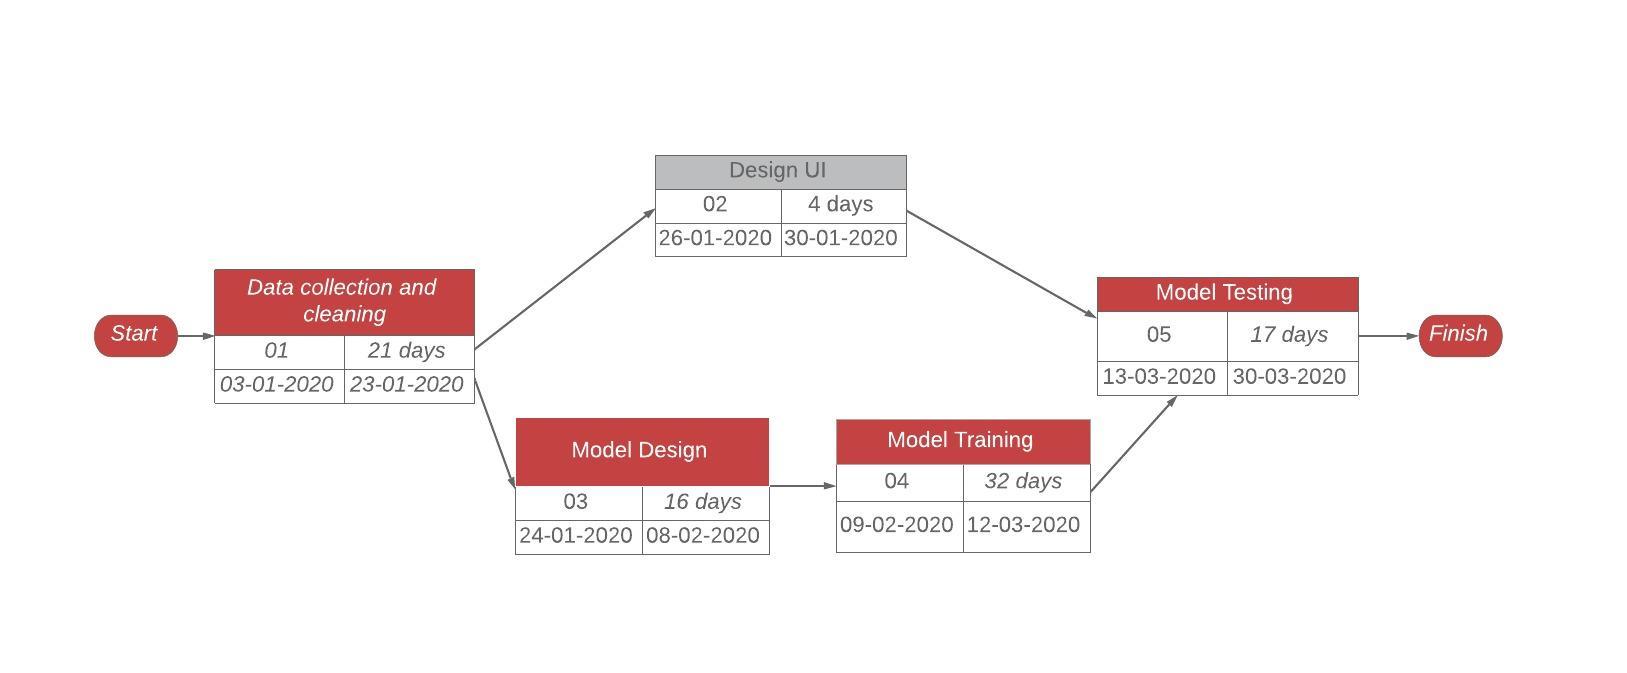 Start
Data collection and
cleaning
01 21 days
03-01-2020 23-01-2020
Design UI
02 4 days
26-01-2020 30-01-2020
Model Design
03 16 days
24-01-2020 08-02-2020
Model Training
04 32 days
09-02-2020 12-03-2020
Model Testing
05 17 days
13-03-2020 30-03-2020
Finish